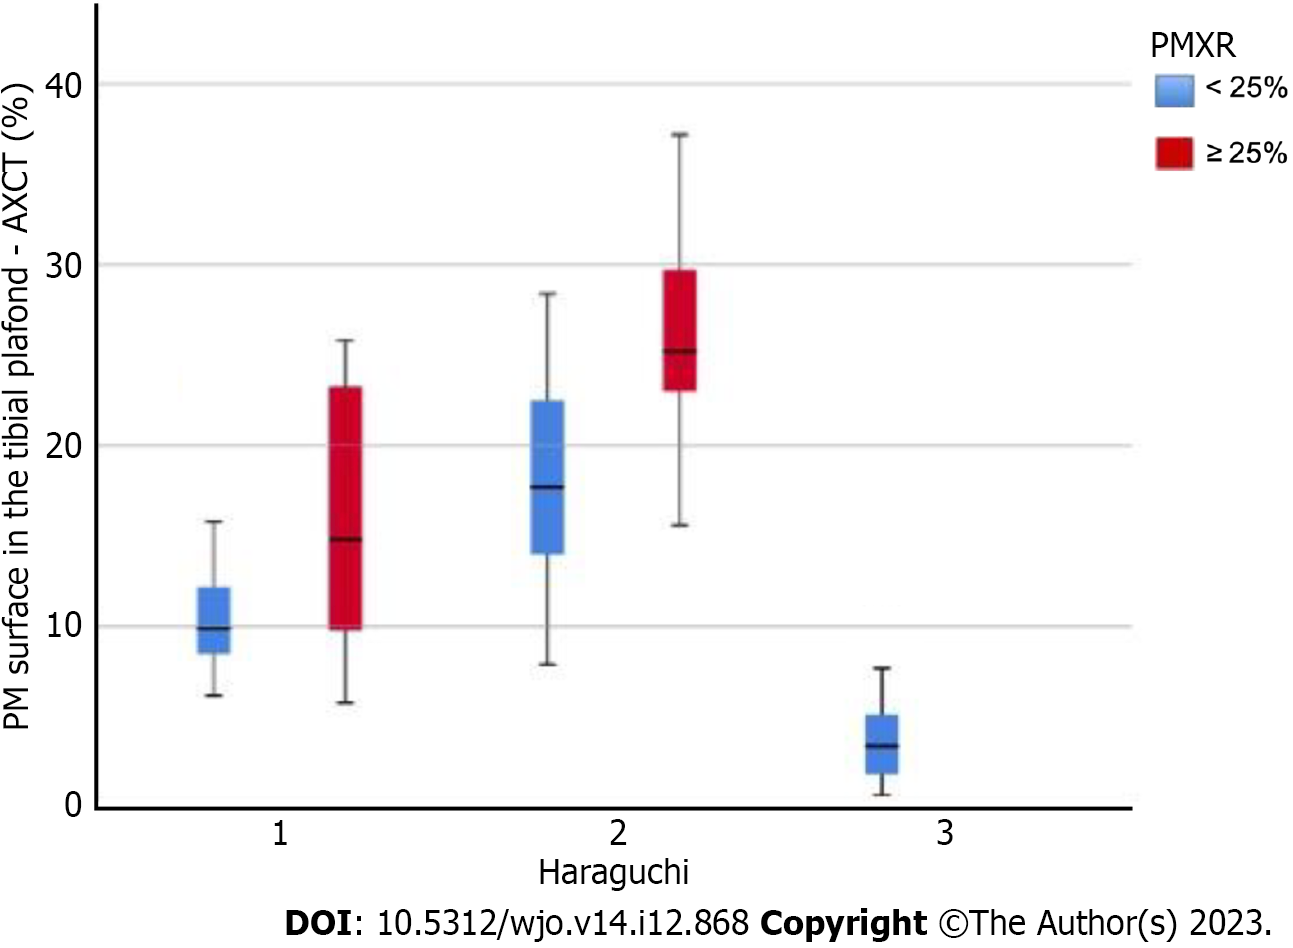 PMXR
< 25%
≥ 25%
PM surface in the tibial plafond - AXCT (%)
40
30
20
10
0
1 2 3
Haraguchi
DOI: 10.5312/wjo.v14.i12.868 Copyright ©The Author(s) 2023.